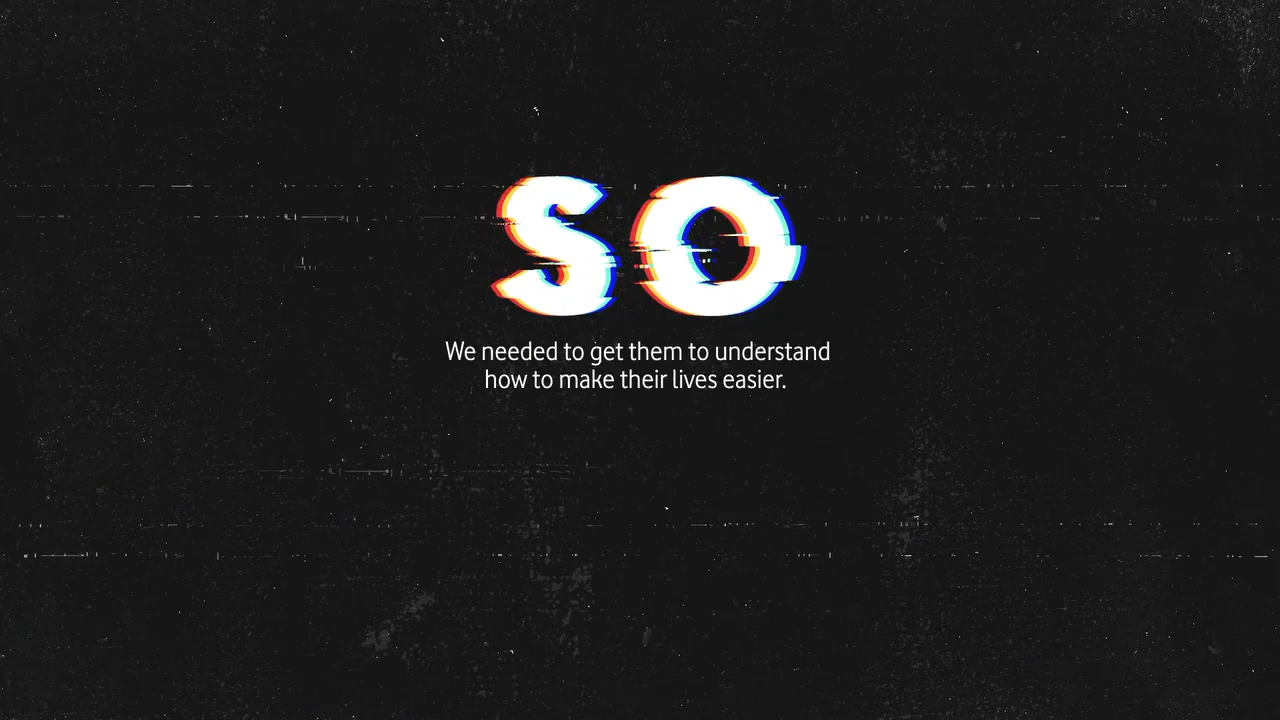 SO
We needed to get them to understand
how to make their lives easier.